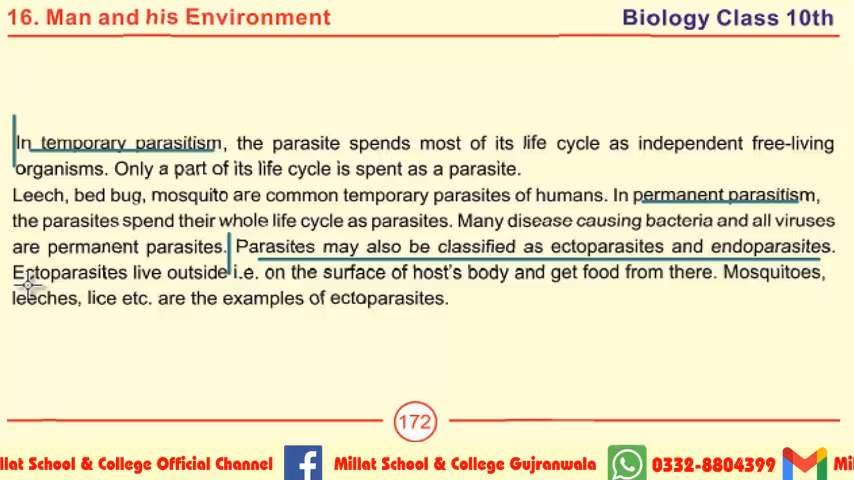 16. Man and his Environment
Biology Class 10th
In temporary parasitism, the parasite spends most of its life cycle as independent free-living
organisms. Only a part of its life cycle is spent as a parasite.
Leech, bed bug, mosquito are common temporary parasites of humans. In permanent parasitism,
the parasites spend their whole life cycle as parasites. Many disease causing bacteria and all viruses
are permanent parasites. Parasites may also be classified as ectoparasites and endoparasites.
Ectoparasites live outside i.e. on the surface of host's body and get food from there. Mosquitoes,
leeches, lice etc. are the examples of ectoparasites.
172
llat School & College Official Channel Millat School & College Gujranwala 0332-8804399 Mil